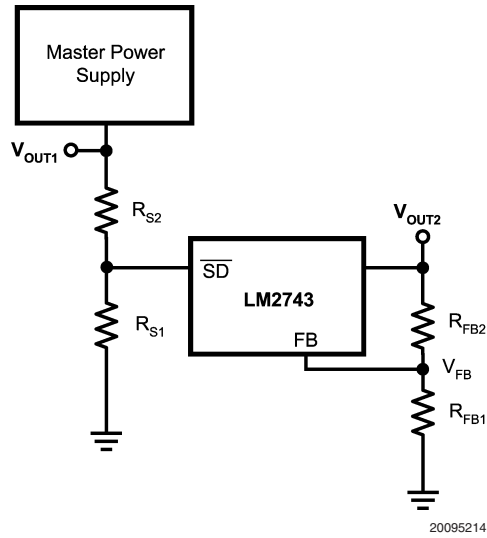 Master Power
Supply
VOUT1
RS2
VOUT2
SD
LM2743
RS1
RFB2
FB
VFB
RFB1
20095214